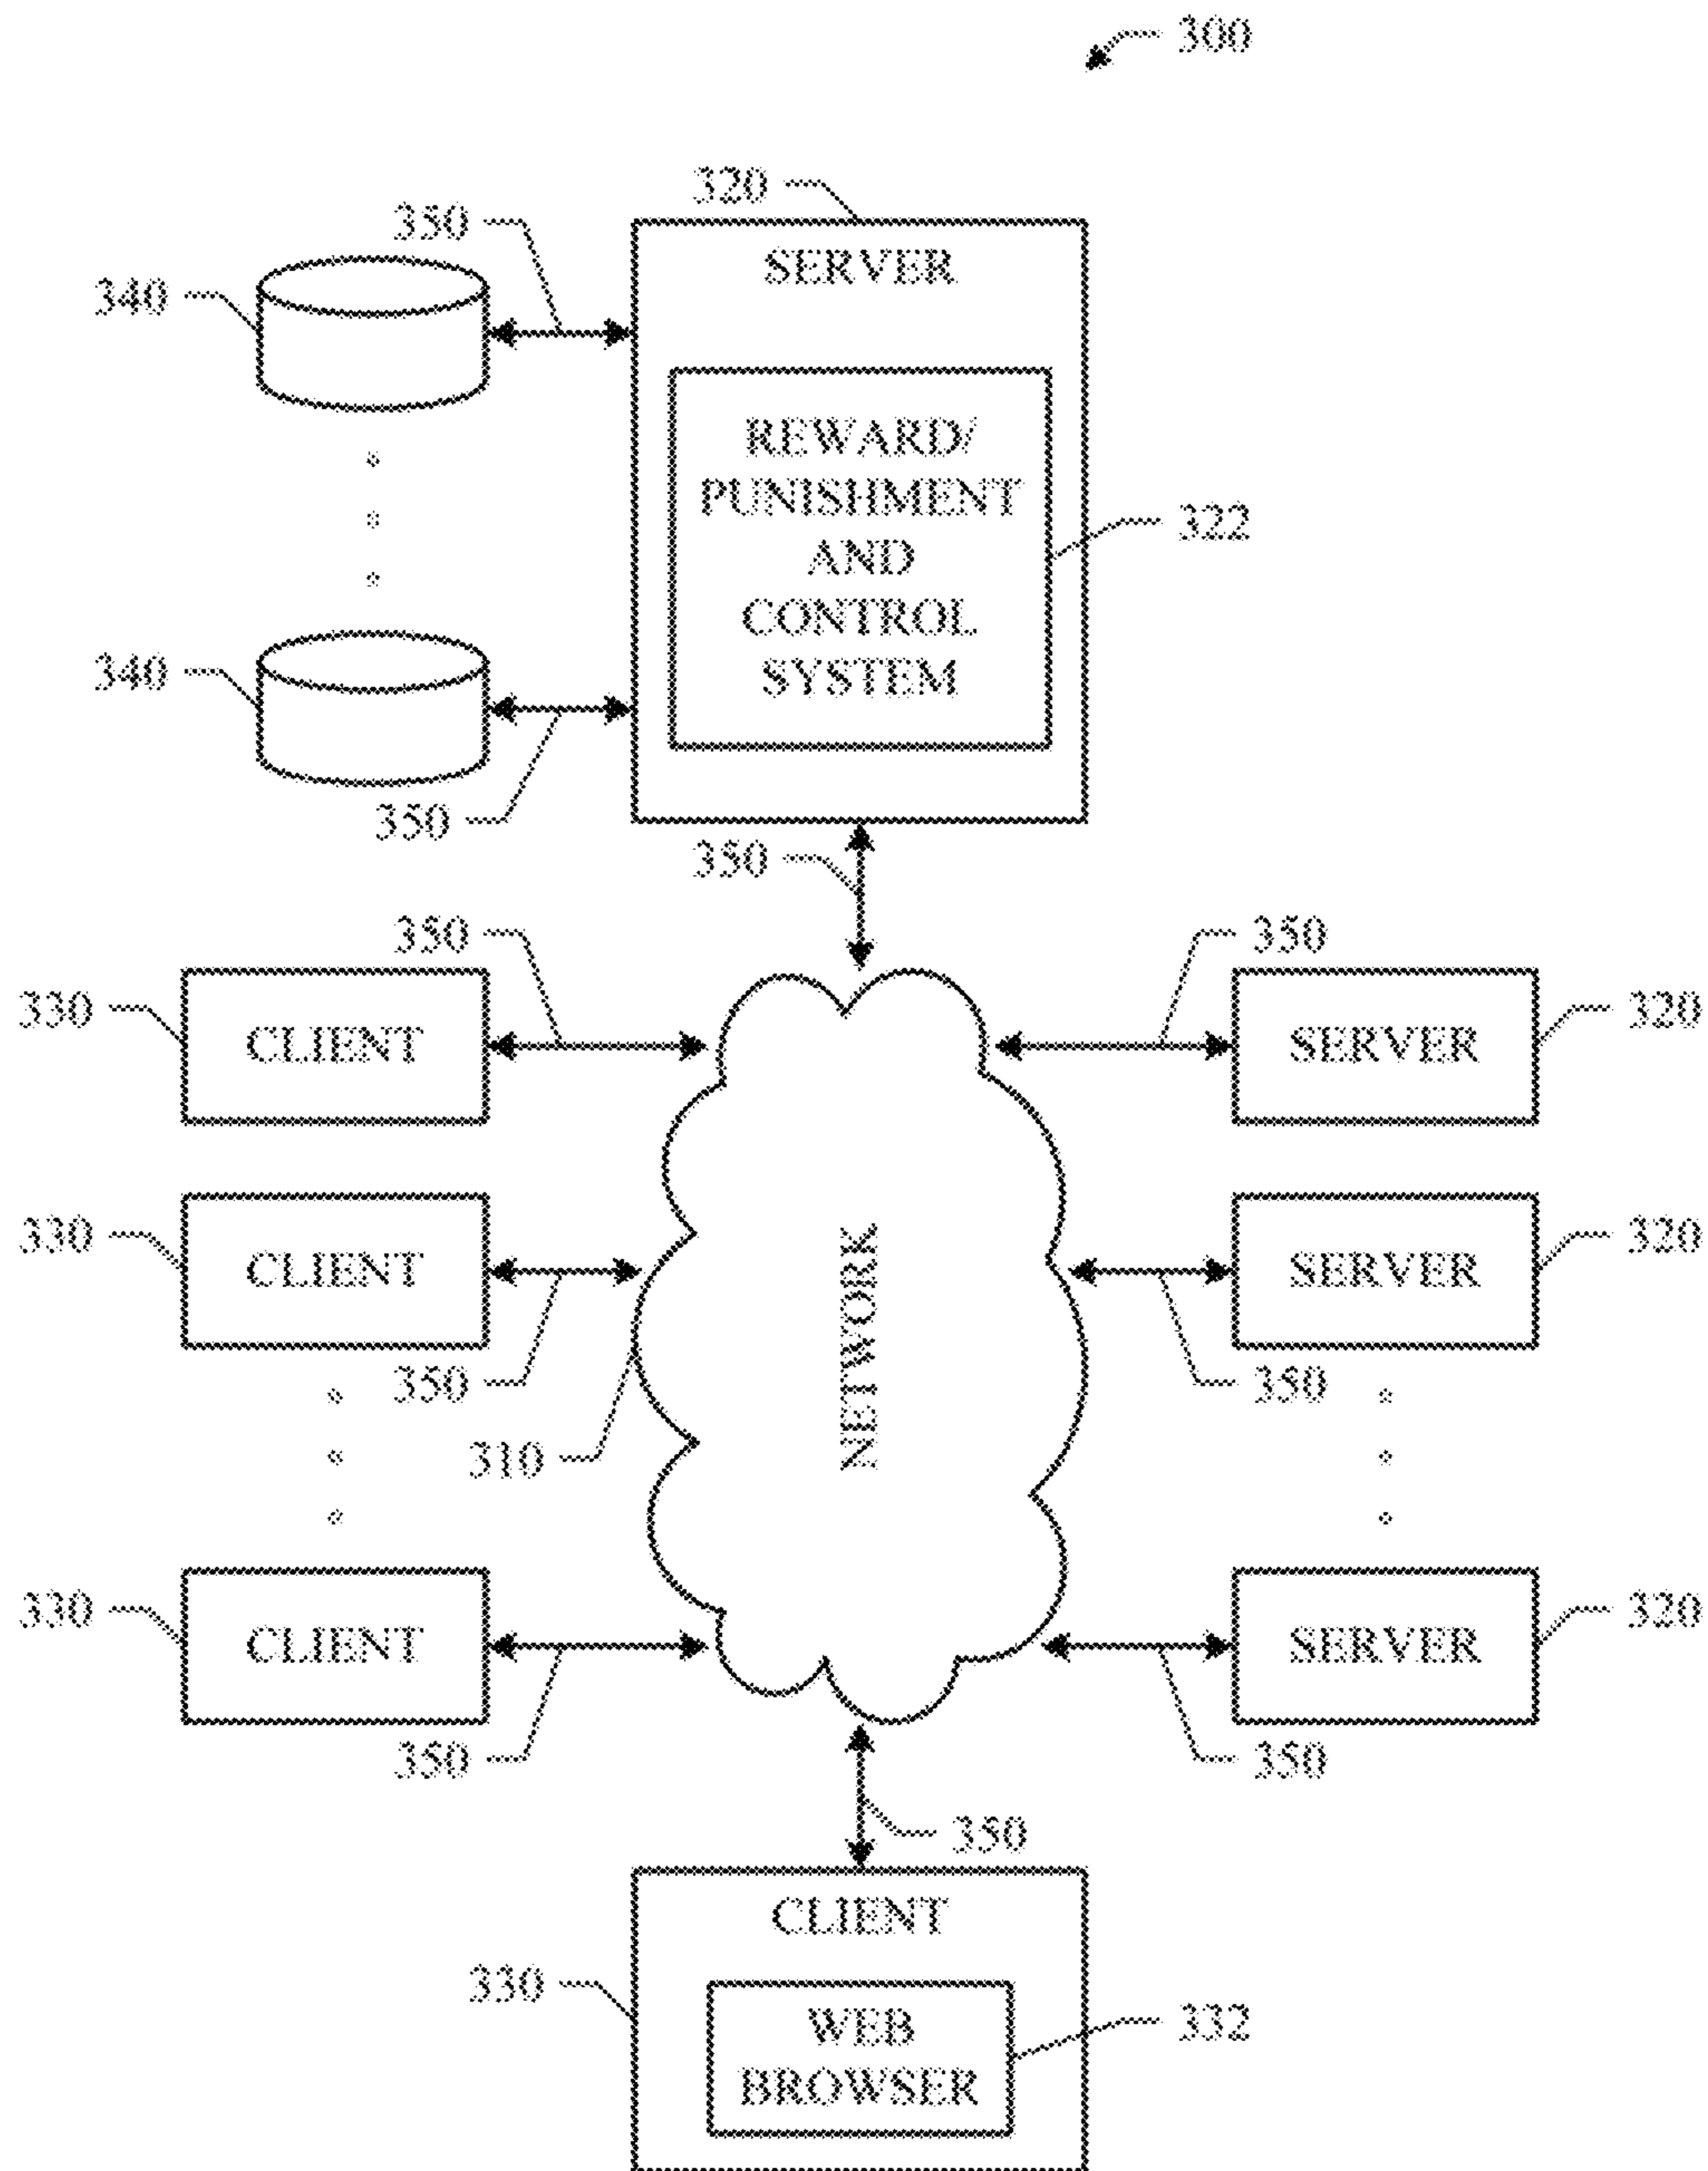 300
320
350
SERVER
340
REWARD/
PUNISHMENT
AND
CONTROL
SYSTEM
322
340
350
350
350
350
330
CLIENT
SERVER
320
330
CLIENT
SERVER
320
350
350
NETWORK
310
330
CLIENT
SERVER
320
350
350
350
CLIENT
330
WEB
BROWSER
332